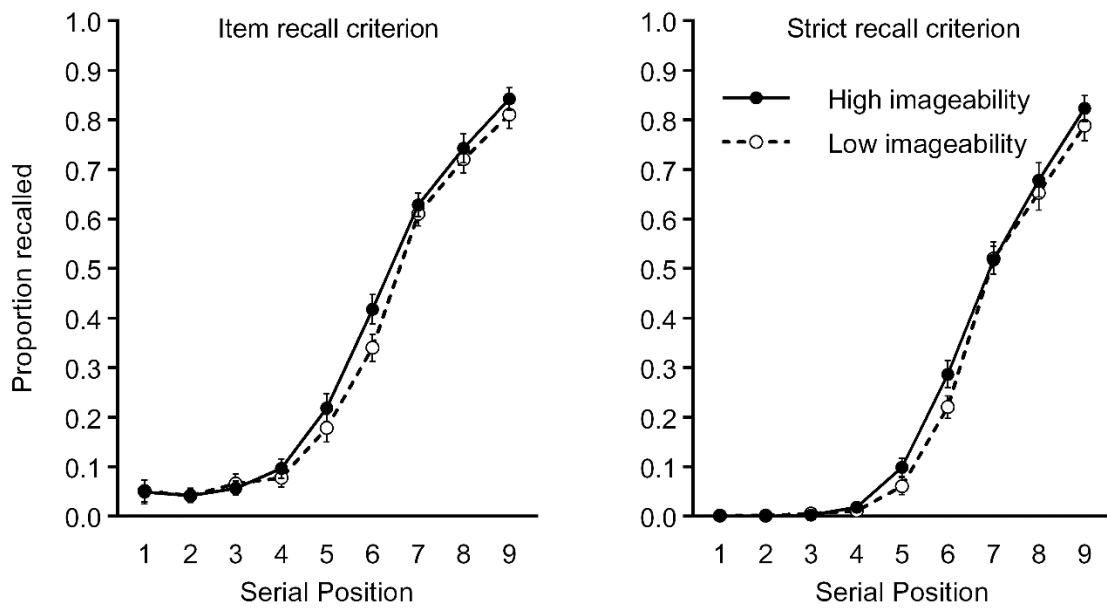 Item recall criterion
Proportion recalled
1.0
0.9
0.8
0.7
0.6
0.5
0.4
0.3
0.2
0.1
0.0
1 2 3 4 5 6 7 8 9
Serial Position
Strict recall criterion
High imageability
Low imageability
1.0
0.9
0.8
0.7
0.6
0.5
0.4
0.3
0.2
0.1
0.0
1 2 3 4 5 6 7 8 9
Serial Position